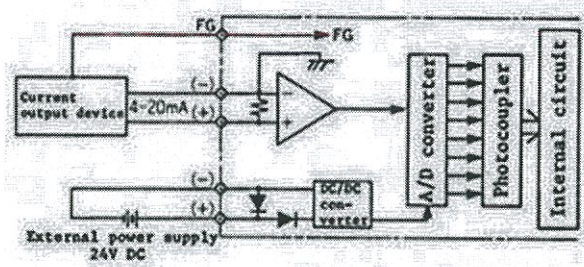 FG
FG
(−)
Current
output device
4-20mA
(+)
A/D converter
Photocoupler
Internal circuit
−
+
(−)
(+)
DC/DC
con-
verter
External power supply
24V DC